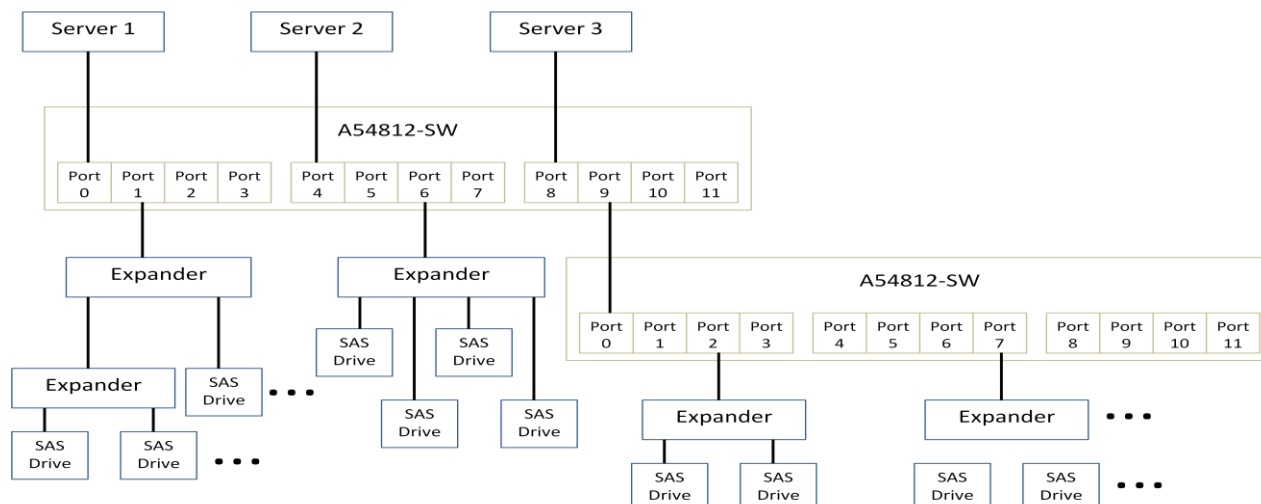 Server 1 Server 2 Server 3
A54812-SW
Port Port Port Port Port Port Port Port Port Port Port Port
0 1 2 3 4 5 6 7 8 9 10 11
Expander Expander
A54812-SW
Port Port Port Port Port Port Port Port Port Port Port Port
0 1 2 3 4 5 6 7 8 9 10 11
SAS SAS
Drive Drive
Expander SAS
Drive
SAS SAS
Drive Drive
Expander Expander
SAS SAS
Drive Drive
SAS SAS SAS SAS
Drive Drive Drive Drive